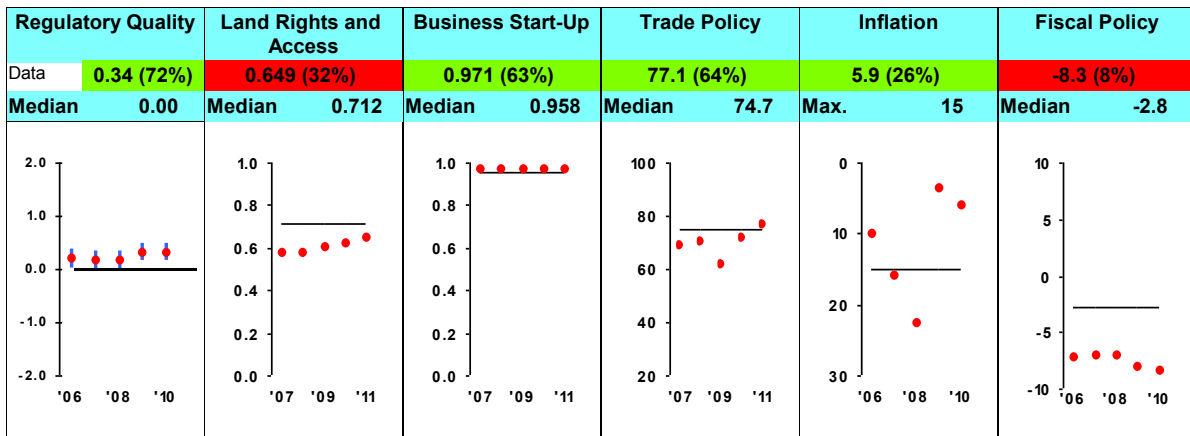 Regulatory Quality
Data 0.34 (72%)
Median 0.00
2.0
1.0
0.0
-1.0
-2.0
'06 '08 '10
Land Rights and
Access
0.649 (32%)
Median 0.712
1.0
0.8
0.6
0.4
0.2
0.0
'07 '09 '11
Business Start-Up
0.971 (63%)
Median 0.958
1.0
0.8
0.6
0.4
0.2
0.0
'07 '09 '11
Trade Policy
77.1 (64%)
Median 74.7
100
80
60
40
20
'07 '09 '11
Inflation
5.9 (26%)
Max. 15
0
10
20
30
'06 '08 '10
Fiscal Policy
-8.3 (8%)
Median -2.8
10
5
0
-5
-10
'06 '08 '10